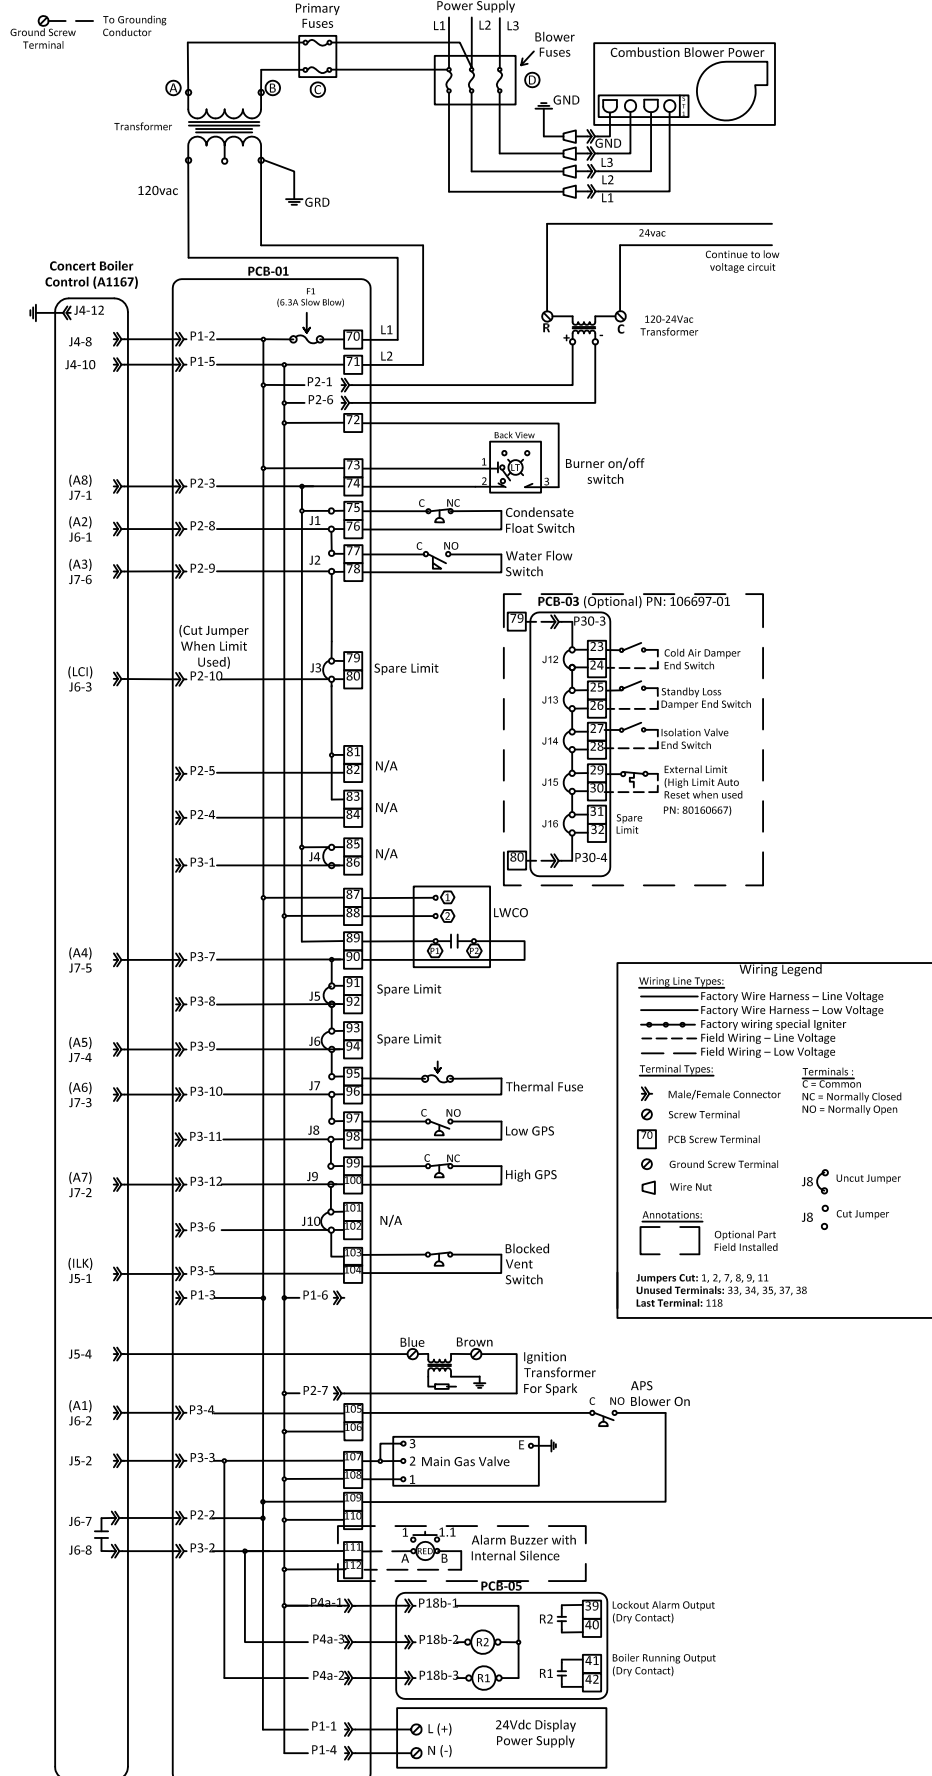 To Grounding
Conductor
Ground Screw
Terminal
Primary
Fuses
Power Supply
L1
L2
L3
Blower
Fuses
Combustion Blower Power
A
B
C
D
GND
S
T
1
Transformer
GND
L3
L2
L1
120vac
GRD
24vac
Continue to low
voltage circuit
Concert Boiler
Control (A1167)
PCB-01
F1
(6.3A Slow Blow)
J4-12
R
C
120-24Vac
Transformer
+
-
J4-8
P1-2
70
L1
J4-10
P1-5
71
L2
P2-1
P2-6
72
Back View
73
1
LT
Burner on/off
switch
(A8)
J7-1
P2-3
74
2
3
75
C
NC
Condensate
Float Switch
(A2)
J6-1
P2-8
J1
76
77
C
NO
Water Flow
Switch
(A3)
J7-6
P2-9
J2
78
PCB-03 (Optional) PN: 106697-01
79
P30-3
(Cut Jumper
When Limit
Used)
(LCI)
J6-3
P2-10
J3
79
80
Spare Limit
J12
23
24
Cold Air Damper
End Switch
J13
25
26
Standby Loss
Damper End Switch
J14
27
28
Isolation Valve
End Switch
J15
29
30
External Limit
(High Limit Auto
Reset when used
PN: 80160667)
J16
31
32
Spare
Limit
80
P30-4
81
P2-5
82
N/A
83
P2-4
84
N/A
85
P3-1
J4
86
N/A
87
1
88
2
LWCO
89
P1
P2
(A4)
J7-5
P3-7
90
91
P3-8
J5
92
Spare Limit
93
(A5)
J7-4
P3-9
J6
94
Spare Limit
95
(A6)
J7-3
P3-10
J7
96
Thermal Fuse
97
C
NO
P3-11
J8
98
Low GPS
99
C
NC
(A7)
J7-2
P3-12
J9
100
High GPS
101
P3-6
J10
102
N/A
103
(ILK)
J5-1
P3-5
104
Blocked
Vent
Switch
P1-3
P1-6
Wiring Legend
Wiring Line Types:
Factory Wire Harness – Line Voltage
Factory Wire Harness – Low Voltage
Factory wiring special Igniter
Field Wiring – Line Voltage
Field Wiring – Low Voltage
Terminal Types:
Male/Female Connector
Screw Terminal
70
PCB Screw Terminal
Ground Screw Terminal
Wire Nut
Terminals :
C = Common
NC = Normally Closed
NO = Normally Open
J8
Uncut Jumper
J8
Cut Jumper
Annotations:
Optional Part
Field Installed
Jumpers Cut: 1, 2, 7, 8, 9, 11
Unused Terminals: 33, 34, 35, 37, 38
Last Terminal: 118
J5-4
Blue
Brown
Ignition
Transformer
For Spark
P2-7
(A1)
J6-2
P3-4
105
106
C
NO
APS
Blower On
J5-2
P3-3
107
108
3
2
1
Main Gas Valve
E
109
110
J6-7
P2-2
J6-8
P3-2
111
112
1
1.1
A
RED
B
Alarm Buzzer with
Internal Silence
PCB-05
P4a-1
P18b-1
P4a-3
P18b-2
R2
P4a-2
P18b-3
R1
R2
39
40
Lockout Alarm Output
(Dry Contact)
R1
41
42
Boiler Running Output
(Dry Contact)
P1-1
L (+)
P1-4
N (-)
24Vdc Display
Power Supply